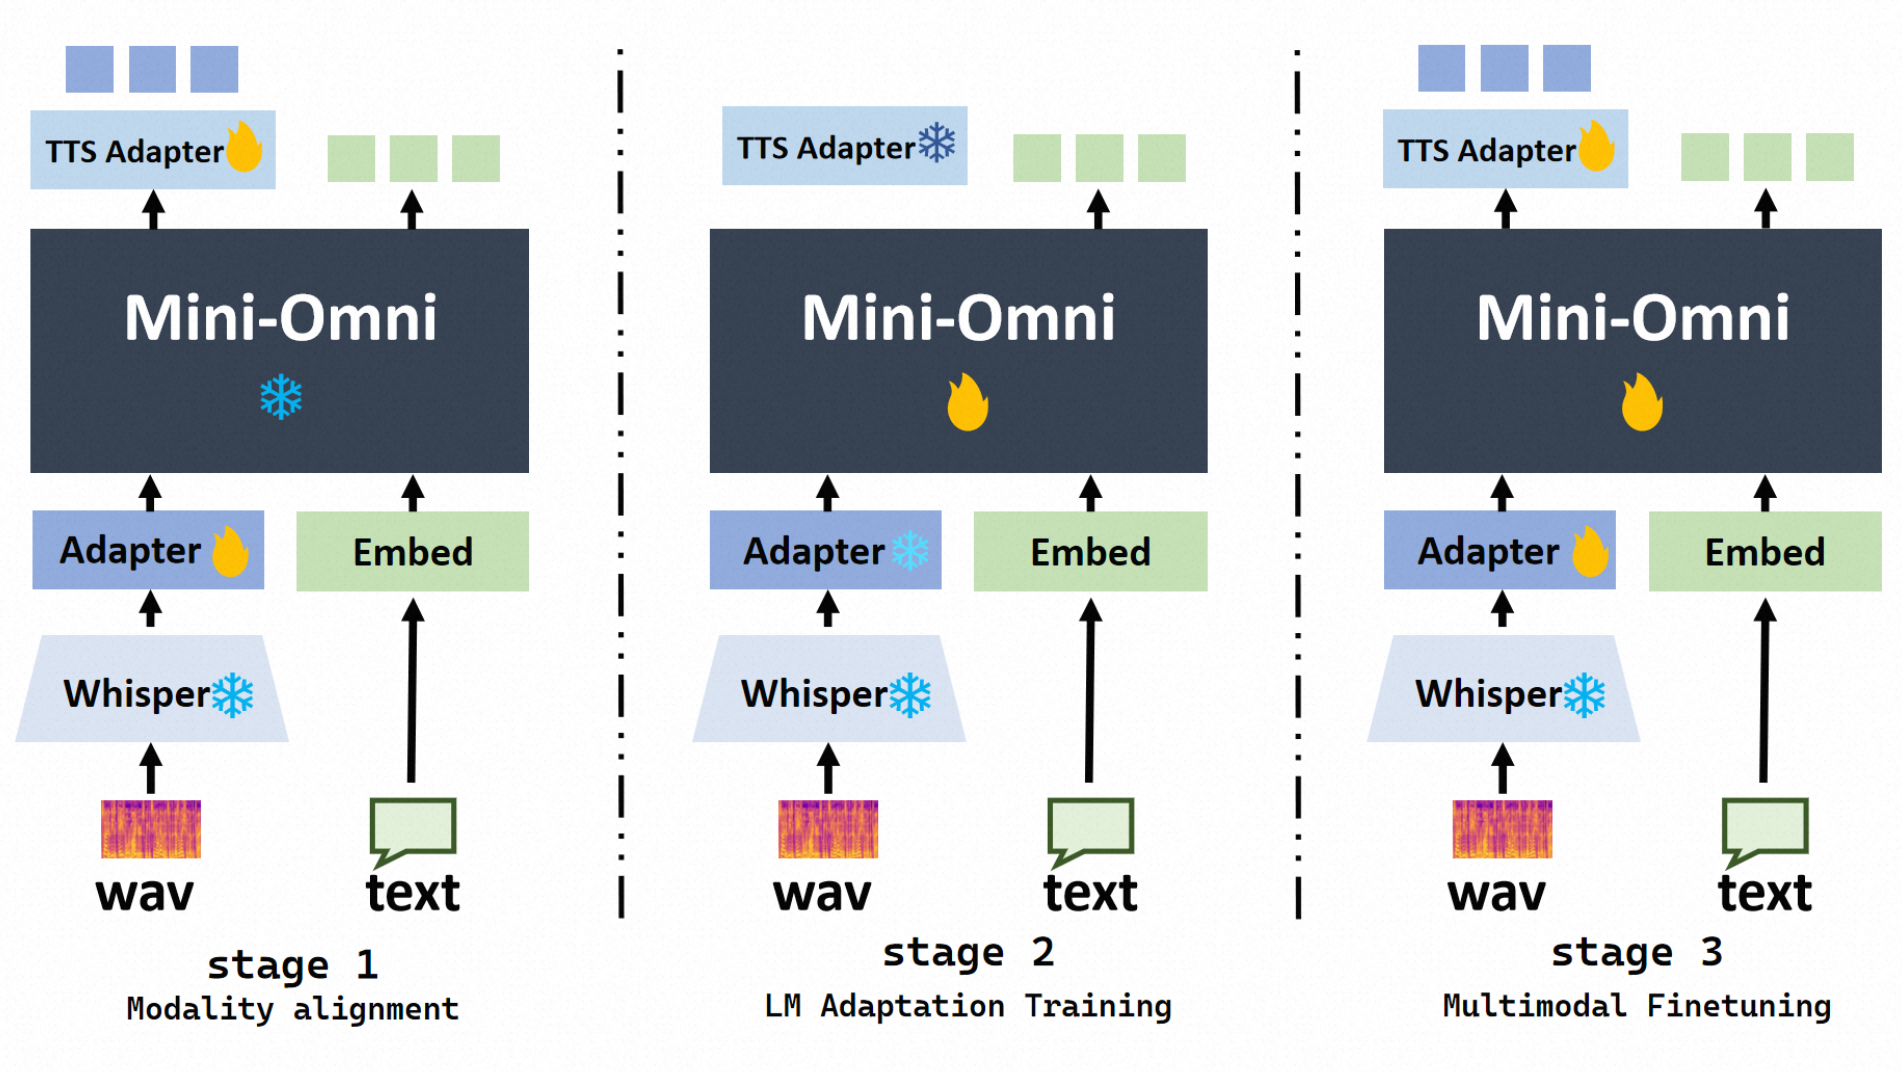 TTS Adapter
Mini-Omni
Adapter
Embed
Whisper
wav
text
stage 1
Modality alignment
TTS Adapter
Mini-Omni
Adapter
Embed
Whisper
wav
text
stage 2
LM Adaptation Training
TTS Adapter
Mini-Omni
Adapter
Embed
Whisper
wav
text
stage 3
Multimodal Finetuning